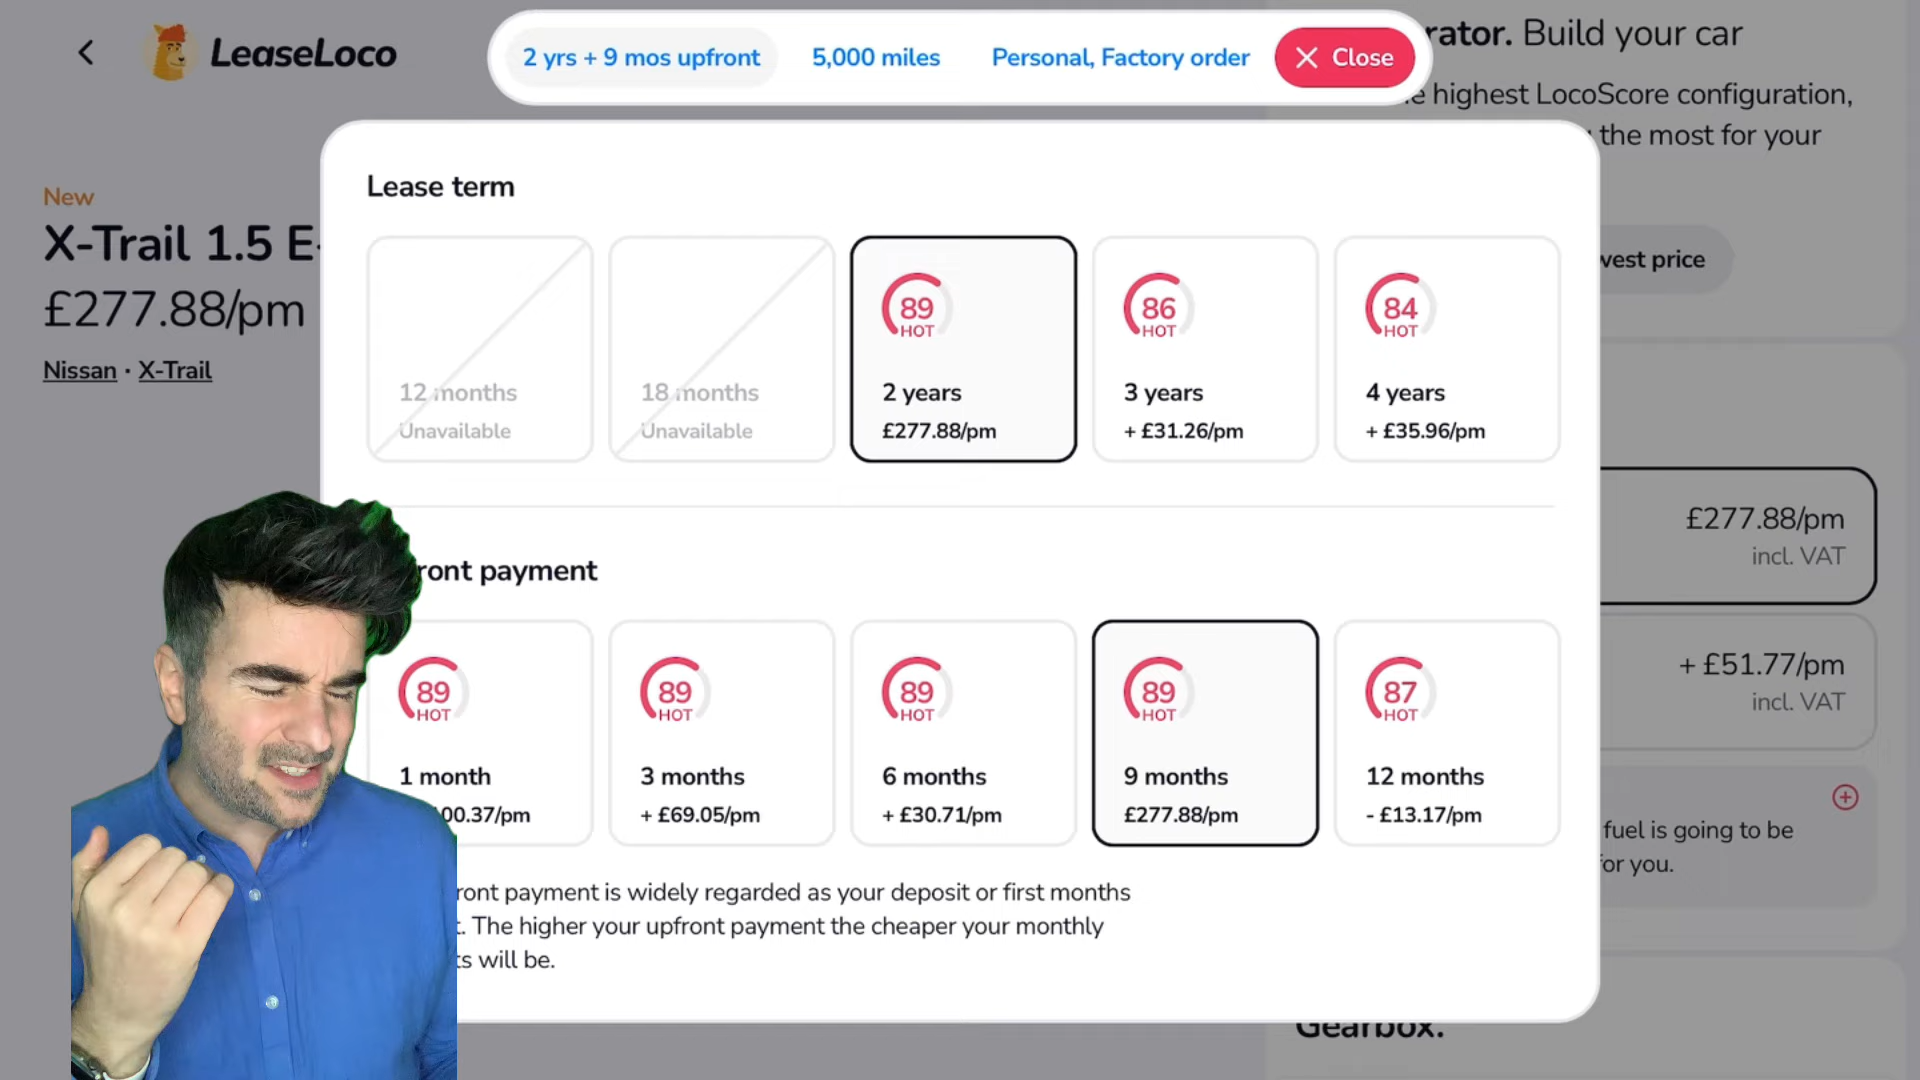 LeaseLoco
2 yrs + 9 mos upfront
5,000 miles
Personal, Factory order
Close
rator. Build your car
e highest LocoScore configuration,
the most for your
New
X-Trail 1.5 E-
£277.88/pm
Nissan · X-Trail
west price
Lease term
12 months
Unavailable
18 months
Unavailable
89
HOT
2 years
£277.88/pm
86
HOT
3 years
+ £31.26/pm
84
HOT
4 years
+ £35.96/pm
£277.88/pm
incl. VAT
+ £51.77/pm
incl. VAT
fuel is going to be
for you.
ront payment
89
HOT
1 month
00.37/pm
89
HOT
3 months
+ £69.05/pm
89
HOT
6 months
+ £30.71/pm
89
HOT
9 months
£277.88/pm
87
HOT
12 months
- £13.17/pm
ront payment is widely regarded as your deposit or first months
t. The higher your upfront payment the cheaper your monthly
ts will be.
Gearbox.